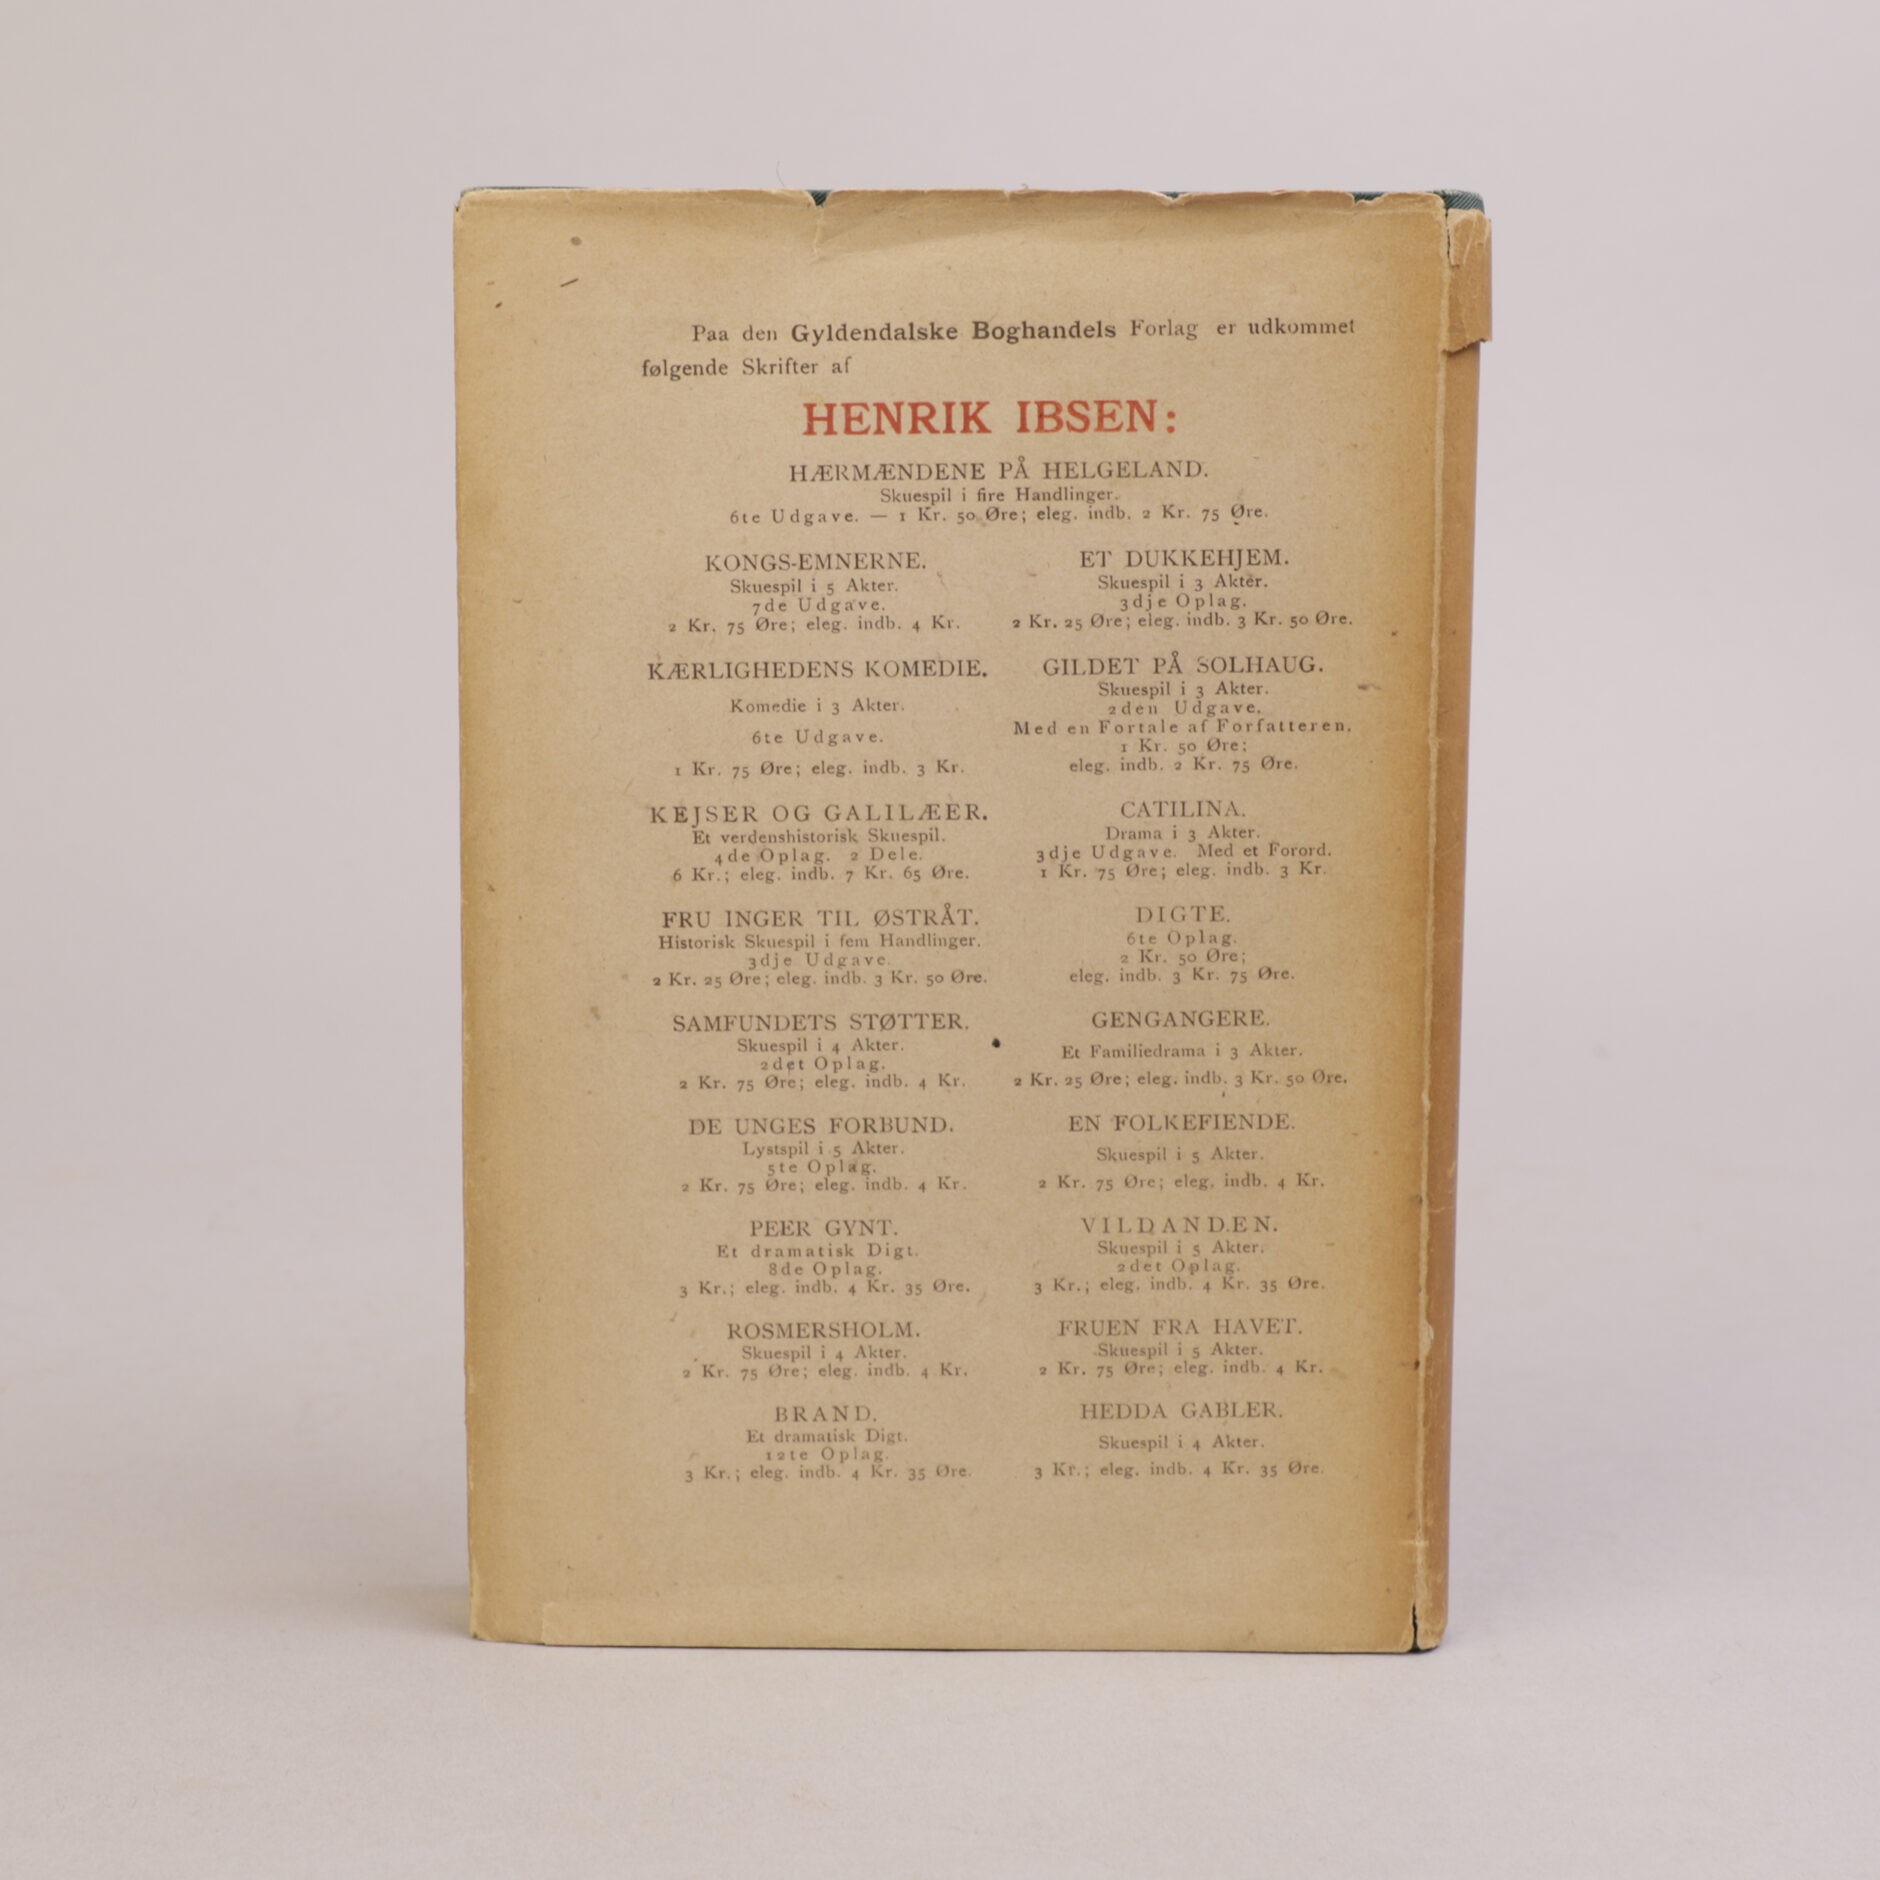 Paa den Gyldendalske Boghandels Forlag er udkommet
følgende Skrifter af
HENRIK IBSEN:
HÆRMÆNDENE PÅ HELGELAND.
Skuespil i fire Handlinger.
6te Udgave. — 1 Kr. 50 Øre; eleg. indb. 2 Kr. 75 Øre.
KONGS-EMNERNE.
Skuespil i 5 Akter.
7de Udgave.
2 Kr. 75 Øre; eleg. indb. 4 Kr.
KÆRLIGHEDENS KOMEDIE.
Komedie i 3 Akter.
6te Udgave.
1 Kr. 75 Øre; eleg. indb. 3 Kr.
KEJSER OG GALILÆER.
Et verdenshistorisk Skuespil.
4de Oplag. 2 Dele.
6 Kr.; eleg. indb. 7 Kr. 65 Øre.
FRU INGER TIL ØSTRÅT.
Historisk Skuespil i fem Handlinger.
3dje Udgave.
2 Kr. 25 Øre; eleg. indb. 3 Kr. 50 Øre.
SAMFUNDETS STØTTER.
Skuespil i 4 Akter.
2det Oplag.
2 Kr. 75 Øre; eleg. indb. 4 Kr.
DE UNGES FORBUND.
Lystspil i 5 Akter.
5te Oplag.
2 Kr. 75 Øre; eleg. indb. 4 Kr.
PEER GYNT.
Et dramatisk Digt.
8de Oplag.
3 Kr.; eleg. indb. 4 Kr. 35 Øre.
ROSMERSHOLM.
Skuespil i 4 Akter.
2 Kr. 75 Øre; eleg. indb. 4 Kr.
BRAND.
Et dramatisk Digt.
12te Oplag.
3 Kr.; eleg. indb. 4 Kr. 35 Øre.
ET DUKKEHJEM.
Skuespil i 3 Akter.
3dje Oplag.
2 Kr. 25 Øre; eleg. indb. 3 Kr. 50 Øre.
GILDET PÅ SOLHAUG.
Skuespil i 3 Akter.
2den Udgave.
Med en Fortale af Forfatteren.
1 Kr. 50 Øre;
eleg. indb. 2 Kr. 75 Øre.
CATILINA.
Drama i 3 Akter.
3dje Udgave. Med et Forord.
1 Kr. 75 Øre; eleg. indb. 3 Kr.
DIGTE.
6te Oplag.
2 Kr. 50 Øre;
eleg. indb. 3 Kr. 75 Øre.
GENGANGERE.
Et Familiedrama i 3 Akter.
2 Kr. 25 Øre; eleg. indb. 3 Kr. 50 Øre.
EN FOLKEFIENDE.
Skuespil i 5 Akter.
2 Kr. 75 Øre; eleg. indb. 4 Kr.
VILDANDEN.
Skuespil i 5 Akter.
2det Oplag.
3 Kr.; eleg. indb. 4 Kr. 35 Øre.
FRUEN FRA HAVET.
Skuespil i 5 Akter.
2 Kr. 75 Øre; eleg. indb. 4 Kr.
HEDDA GABLER.
Skuespil i 4 Akter.
3 Kr.; eleg. indb. 4 Kr. 35 Øre.